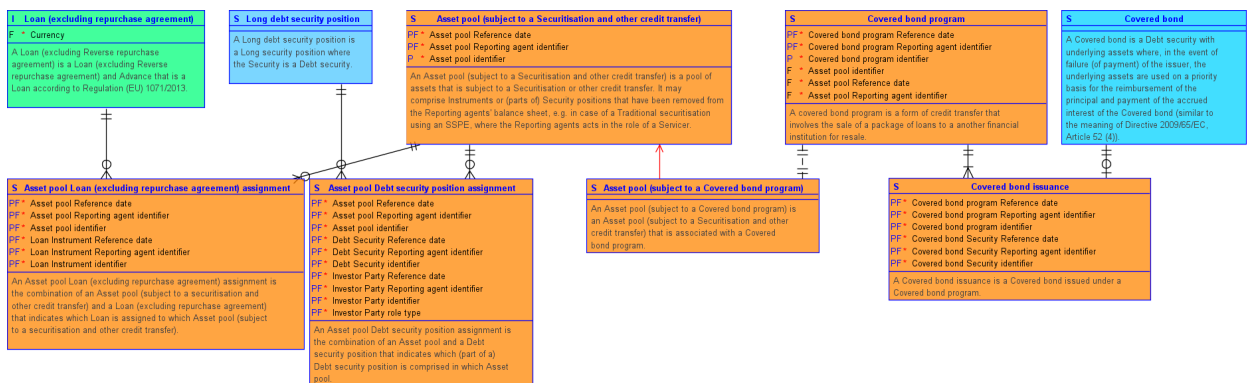 I Loan (excluding repurchase agreement)
F * Currency
A Loan (excluding Reverse repurchase
agreement) is a Loan (excluding Reverse
repurchase agreement) and Advance that is a
Loan according to Regulation (EU) 1071/2013.
S Long debt security position
A Long debt security position is
a Long security position where
the Security is a Debt security.
S Asset pool (subject to a Securitisation and other credit transfer)
PF* Asset pool Reference date
PF* Asset pool Reporting agent identifier
P * Asset pool identifier
An Asset pool (subject to a Securitisation and other credit transfer) is a pool of
assets that is subject to a Securitisation or other credit transfer. It may
comprise Instruments or (parts of) Security positions that have been removed from
the Reporting agents' balance sheet, e.g. in case of a Traditional securitisation
using an SSPE, where the Reporting agents acts in the role of a Servicer.
S Covered bond program
PF* Covered bond program Reference date
PF* Covered bond program Reporting agent identifier
P * Covered bond program identifier
F * Asset pool identifier
F * Asset pool Reference date
F * Asset pool Reporting agent identifier
A covered bond program is a form of credit transfer that
involves the sale of a package of loans to a another financial
institution for resale.
S Covered bond
A Covered bond is a Debt security with
underlying assets where, in the event of
failure (of payment) of the issuer, the
underlying assets are used on a priority
basis for the reimbursement of the
principal and payment of the accrued
interest of the Covered bond (similar to
the meaning of Directive 2009/65/EC,
Article 52 (4)).
S Asset pool Loan (excluding repurchase agreement) assignment
PF* Asset pool Reference date
PF* Asset pool Reporting agent identifier
PF* Asset pool identifier
PF* Loan Instrument Reference date
PF* Loan Instrument Reporting agent identifier
PF* Loan Instrument identifier
An Asset pool Loan (excluding repurchase agreement) assignment is
the combination of an Asset pool (subject to a securitisation and
other credit transfer) and a Loan (excluding repurchase agreement)
that indicates which Loan is assigned to which Asset pool (subject
to a securitisation and other credit transfer).
S Asset pool Debt security position assignment
PF* Asset pool Reference date
PF* Asset pool Reporting agent identifier
PF* Asset pool identifier
PF* Debt Security Reference date
PF* Debt Security Reporting agent identifier
PF* Debt Security identifier
PF* Investor Party Reference date
PF* Investor Party Reporting agent identifier
PF* Investor Party identifier
PF* Investor Party role type
An Asset pool Debt security position assignment is
the combination of an Asset pool and a Debt
security position that indicates which (part of a)
Debt security position is comprised in which Asset
pool.
S Asset pool (subject to a Covered bond program)
An Asset pool (subject to a Covered bond program) is
an Asset pool (subject to a Securitisation and other
credit transfer) that is associated with a Covered
bond program.
S Covered bond issuance
PF* Covered bond program Reference date
PF* Covered bond program Reporting agent identifier
PF* Covered bond program identifier
PF* Covered bond Security Reference date
PF* Covered bond Security Reporting agent identifier
PF* Covered bond Security identifier
A Covered bond issuance is a Covered bond issued under a
Covered bond program.